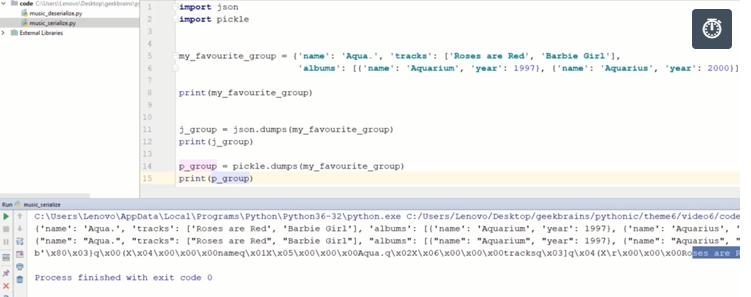 code C:\Users\Lenovo\Desktop\geekbrains\p
music_deserialize.py
music_serialize.py
External Libraries
1 import json
2 import pickle
3
4
5 my_favourite_group = {'name': 'Aqua.', 'tracks': ['Roses are Red', 'Barbie Girl'],
6 'albums': [{'name': 'Aquarium', 'year': 1997}, {'name': 'Aquarius', 'year': 2000}]
7
8 print(my_favourite_group)
9
10
11 j_group = json.dumps(my_favourite_group)
12 print(j_group)
13
14 p_group = pickle.dumps(my_favourite_group)
15 print(p_group)
Run music_serialize
C:\Users\Lenovo\AppData\Local\Programs\Python\Python36-32\python.exe C:/Users/Lenovo/Desktop/geekbrains/pythonic/theme6/video6/code
{'name': 'Aqua.', 'tracks': ['Roses are Red', 'Barbie Girl'], 'albums': [{'name': 'Aquarium', 'year': 1997}, {'name': 'Aquarius', '
{"name": "Aqua.", "tracks": ["Roses are Red", "Barbie Girl"], "albums": [{"name": "Aquarium", "year": 1997}, {"name": "Aquarius", "
b'\x80\x03}q\x00(X\x04\x00\x00\x00nameq\x01X\x05\x00\x00\x00Aqua.q\x02X\x06\x00\x00\x00tracksq\x03]q\x04(X\r\x00\x00\x00Roses are R
Process finished with exit code 0